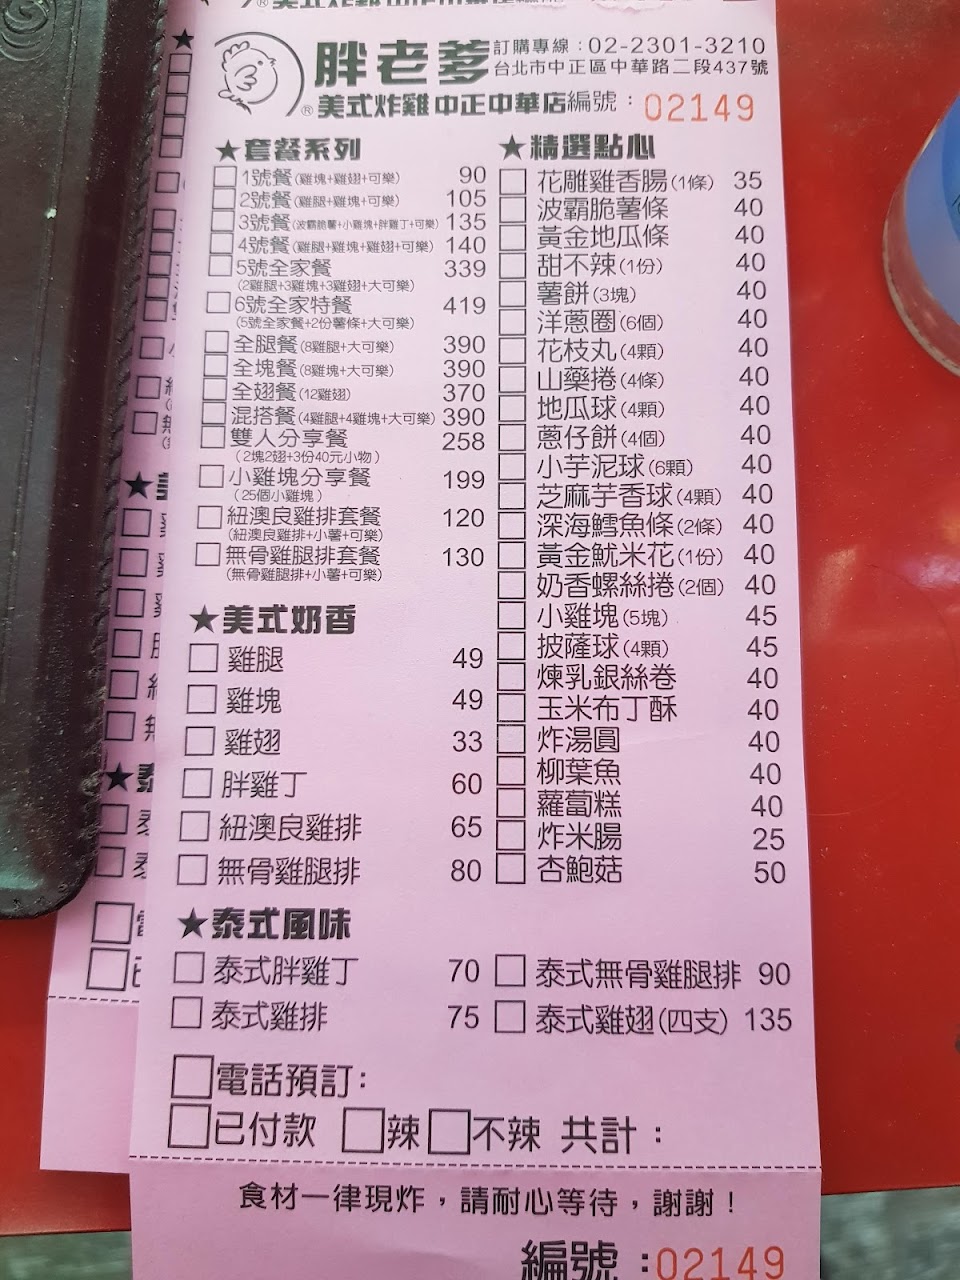 胖老爹 訂購專線：02-2301-3210
台北市中正區中華路二段437號
®美式炸雞 中正中華店編號：02149
★套餐系列
□1號餐(雞塊+雞翅+可樂) 90
□2號餐(雞腿+雞塊+可樂) 105
□3號餐(波霸脆薯+小雞塊+胖雞丁+可樂) 135
□4號餐(雞腿+雞塊+雞翅+可樂) 140
□5號全家餐 339
(2雞腿+3雞塊+3雞翅+大可樂)
□6號全家特餐 419
(5號全家餐+2份薯條+大可樂)
□全腿餐(8雞腿+大可樂) 390
□全塊餐(8雞塊+大可樂) 390
□全翅餐(12雞翅) 370
□混搭餐(4雞腿+4雞塊+大可樂) 390
□雙人分享餐 258
(2塊2翅+3份40元小物)
□小雞塊分享餐 199
(25個小雞塊)
□紐澳良雞排套餐 120
(紐澳良雞排+小薯+可樂)
□無骨雞腿排套餐 130
(無骨雞腿排+小薯+可樂)
★美式奶香
□雞腿 49
□雞塊 49
□雞翅 33
□胖雞丁 60
□紐澳良雞排 65
□無骨雞腿排 80
★精選點心
□花雕雞香腸(1條) 35
□波霸脆薯條 40
□黃金地瓜條 40
□甜不辣(1份) 40
□薯餅(3塊) 40
□洋蔥圈(6個) 40
□花枝丸(4顆) 40
□山藥捲(4條) 40
□地瓜球(4顆) 40
□蔥仔餅(4個) 40
□小芋泥球(6顆) 40
□芝麻芋香球(4顆) 40
□深海鱈魚條(2條) 40
□黃金魷米花(1份) 40
□奶香螺絲捲(2個) 40
□小雞塊(5塊) 45
□披薩球(4顆) 45
□煉乳銀絲卷 40
□玉米布丁酥 40
□炸湯圓 40
□柳葉魚 40
□蘿蔔糕 40
□炸米腸 25
□杏鮑菇 50
★泰式風味
□泰式胖雞丁 70 □泰式無骨雞腿排 90
□泰式雞排 75 □泰式雞翅(四支) 135
□電話預訂：
□已付款 □辣□不辣 共計：
食材一律現炸，請耐心等待，謝謝！
編號：02149